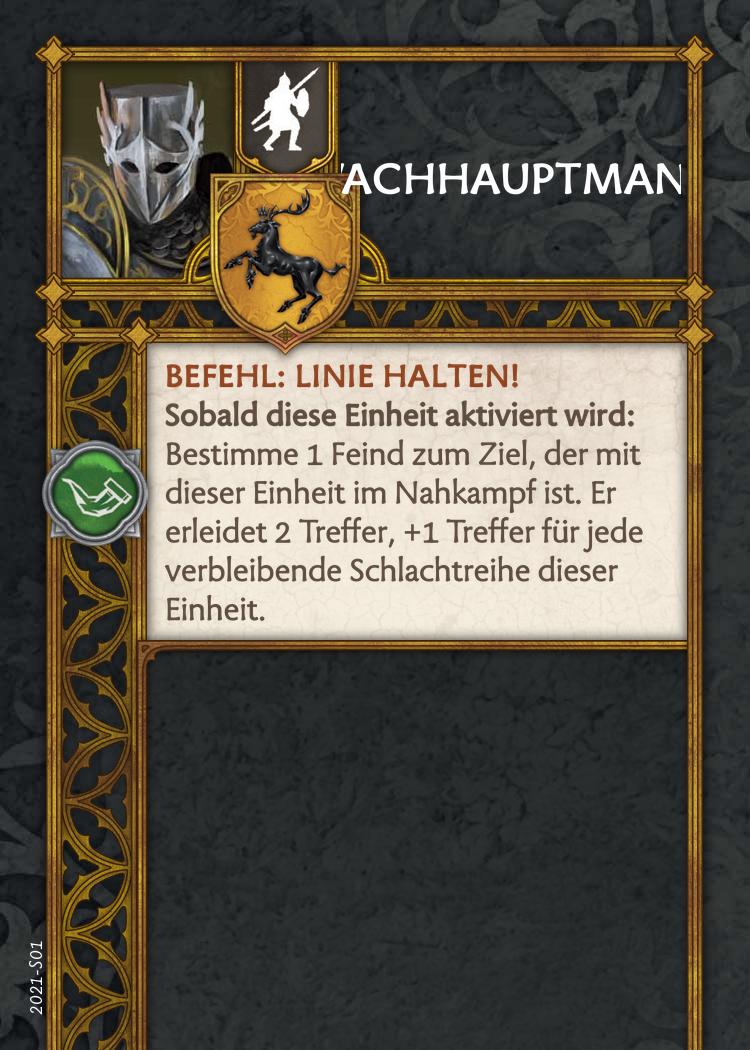 ACHHAUPTMAN
BEFEHL: LINIE HALTEN!
Sobald diese Einheit aktiviert wird:
Bestimme 1 Feind zum Ziel, der mit
dieser Einheit im Nahkampf ist. Er
erleidet 2 Treffer, +1 Treffer für jede
verbleibende Schlachtreihe dieser
Einheit.
2021-S01